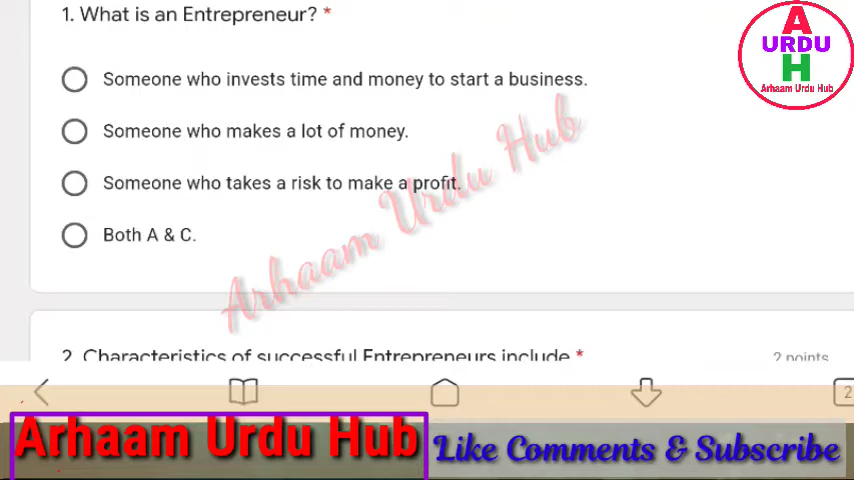 1. What is an Entrepreneur? *
Someone who invests time and money to start a business.
Someone who makes a lot of money.
Someone who takes a risk to make a profit.
Both A & C.
2. Characteristics of successful Entrepreneurs include *
2 points
2
A
URDU
H
Arhaam Urdu Hub
Arhaam Urdu Hub
Arhaam Urdu Hub
Like Comments & Subscribe